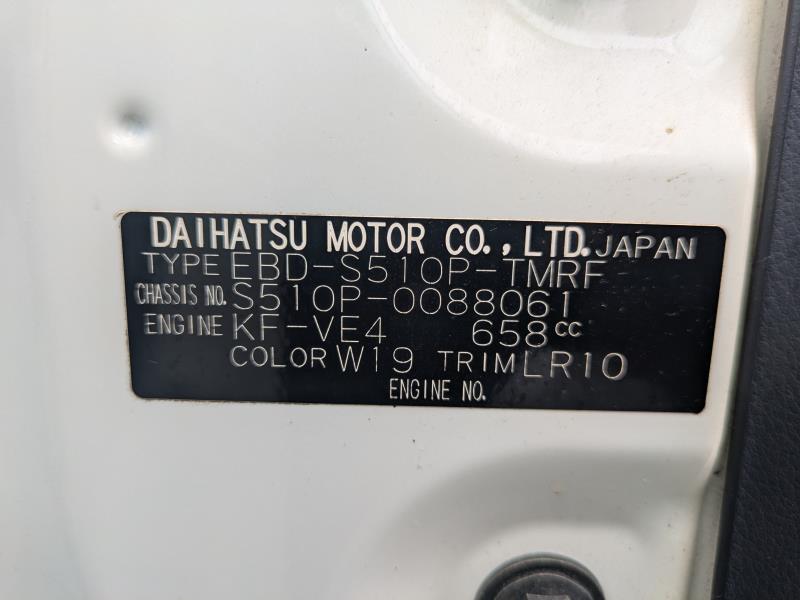 DAIHATSU MOTOR CO., LTD. JAPAN
TYPE EBD-S510P-TMRF
CHASSIS NO. S510P-0088061
ENGINE KF-VE4 658cc
COLOR W19 TRIM LR10
ENGINE NO.